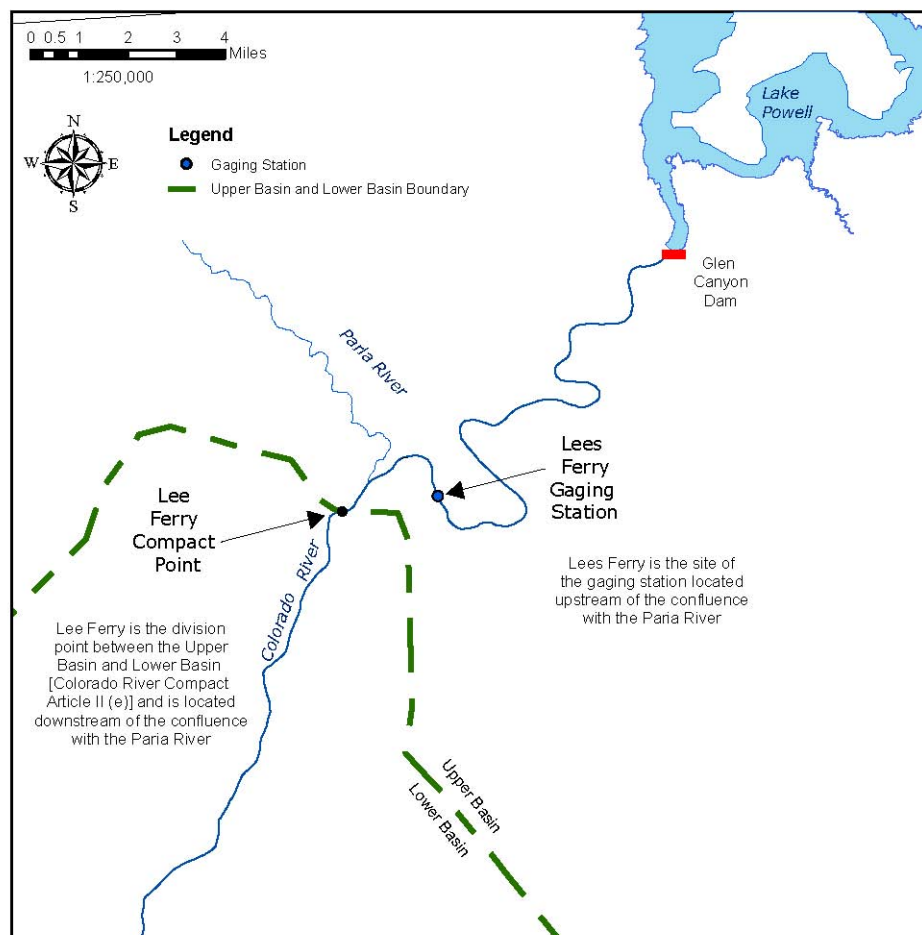 0 0.5 1 2 3 4
Miles
1:250,000
N
W E
S
Legend
Gaging Station
Upper Basin and Lower Basin Boundary
Lake
Powell
Glen
Canyon
Dam
Paria River
Lees
Ferry
Gaging
Station
Lee
Ferry
Compact
Point
Colorado River
Lees Ferry is the site of
the gaging station located
upstream of the confluence
with the Paria River
Lee Ferry is the division
point between the Upper
Basin and Lower Basin
[Colorado River Compact
Article II (e)] and is located
downstream of the confluence
with the Paria River
Upper Basin
Lower Basin